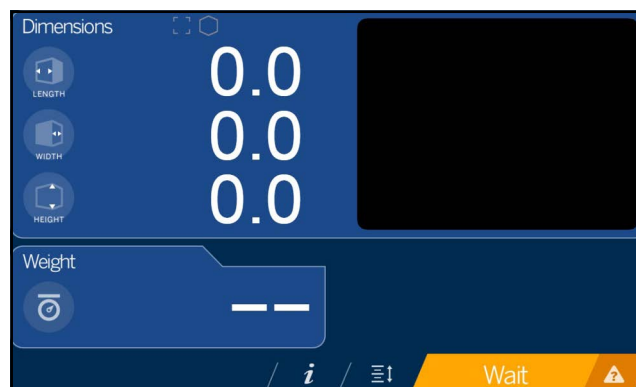 Dimensions
LENGTH
0.0
WIDTH
0.0
HEIGHT
0.0
Weight
— —
i
Wait
?